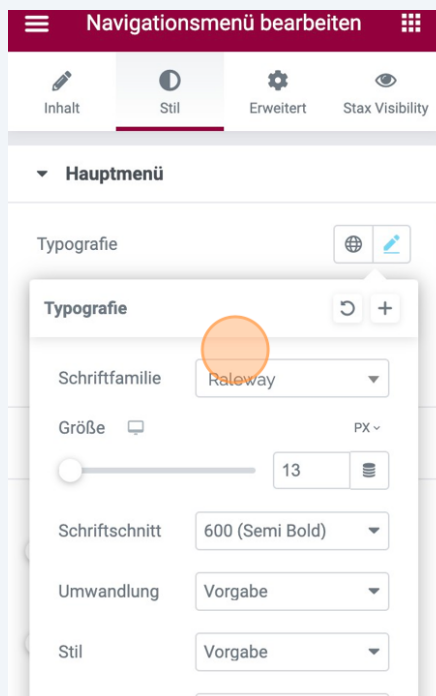 Navigationsmenü bearbeiten
Inhalt Stil Erweitert Stax Visibility
Hauptmenü
Typografie
Typografie
Schriftfamilie Raleway
Größe PX
13
Schriftschnitt 600 (Semi Bold)
Umwandlung Vorgabe
Stil Vorgabe